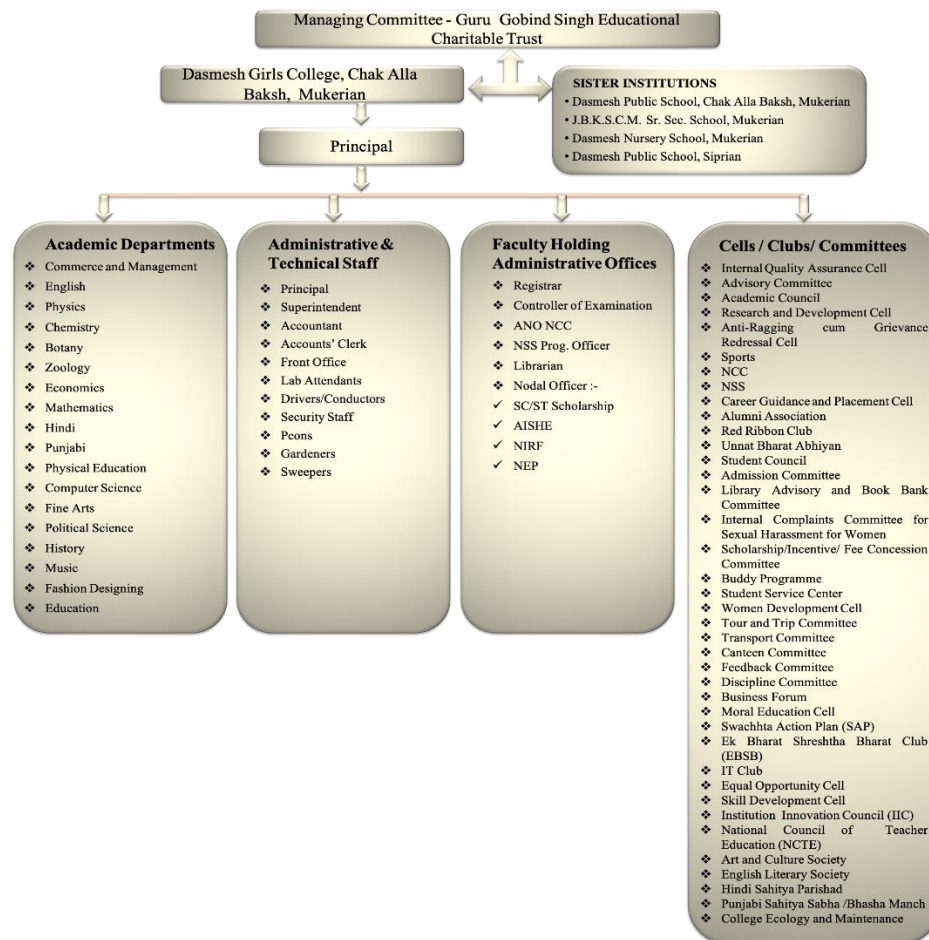 Managing Committee - Guru Gobind Singh Educational
Charitable Trust
Dasmesh Girls College, Chak Alla
Baksh, Mukerian
SISTER INSTITUTIONS
• Dasmesh Public School, Chak Alla Baksh, Mukerian
• J.B.K.S.C.M. Sr. Sec. School, Mukerian
• Dasmesh Nursery School, Mukerian
• Dasmesh Public School, Siprian
Principal
Academic Departments
❖ Commerce and Management
❖ English
❖ Physics
❖ Chemistry
❖ Botany
❖ Zoology
❖ Economics
❖ Mathematics
❖ Hindi
❖ Punjabi
❖ Physical Education
❖ Computer Science
❖ Fine Arts
❖ Political Science
❖ History
❖ Music
❖ Fashion Designing
❖ Education
Administrative &
Technical Staff
❖ Principal
❖ Superintendent
❖ Accountant
❖ Accounts' Clerk
❖ Front Office
❖ Lab Attendants
❖ Drivers/Conductors
❖ Security Staff
❖ Peons
❖ Gardeners
❖ Sweepers
Faculty Holding
Administrative Offices
❖ Registrar
❖ Controller of Examination
❖ ANO NCC
❖ NSS Prog. Officer
❖ Librarian
❖ Nodal Officer :-
✓ SC/ST Scholarship
✓ AISHE
✓ NIRF
✓ NEP
Cells / Clubs/ Committees
❖ Internal Quality Assurance Cell
❖ Advisory Committee
❖ Academic Council
❖ Research and Development Cell
❖ Anti-Ragging cum Grievance
Redressal Cell
❖ Sports
❖ NCC
❖ NSS
❖ Career Guidance and Placement Cell
❖ Alumni Association
❖ Red Ribbon Club
❖ Unnat Bharat Abhiyan
❖ Student Council
❖ Admission Committee
❖ Library Advisory and Book Bank
Committee
❖ Internal Complaints Committee for
Sexual Harassment for Women
❖ Scholarship/Incentive/ Fee Concession
Committee
❖ Buddy Programme
❖ Student Service Center
❖ Women Development Cell
❖ Tour and Trip Committee
❖ Transport Committee
❖ Canteen Committee
❖ Feedback Committee
❖ Discipline Committee
❖ Business Forum
❖ Moral Education Cell
❖ Swachhta Action Plan (SAP)
❖ Ek Bharat Shreshtha Bharat Club
(EBSB)
❖ IT Club
❖ Equal Opportunity Cell
❖ Skill Development Cell
❖ Institution Innovation Council (IIC)
❖ National Council of Teacher
Education (NCTE)
❖ Art and Culture Society
❖ English Literary Society
❖ Hindi Sahitya Parishad
❖ Punjabi Sahitya Sabha /Bhasha Manch
❖ College Ecology and Maintenance